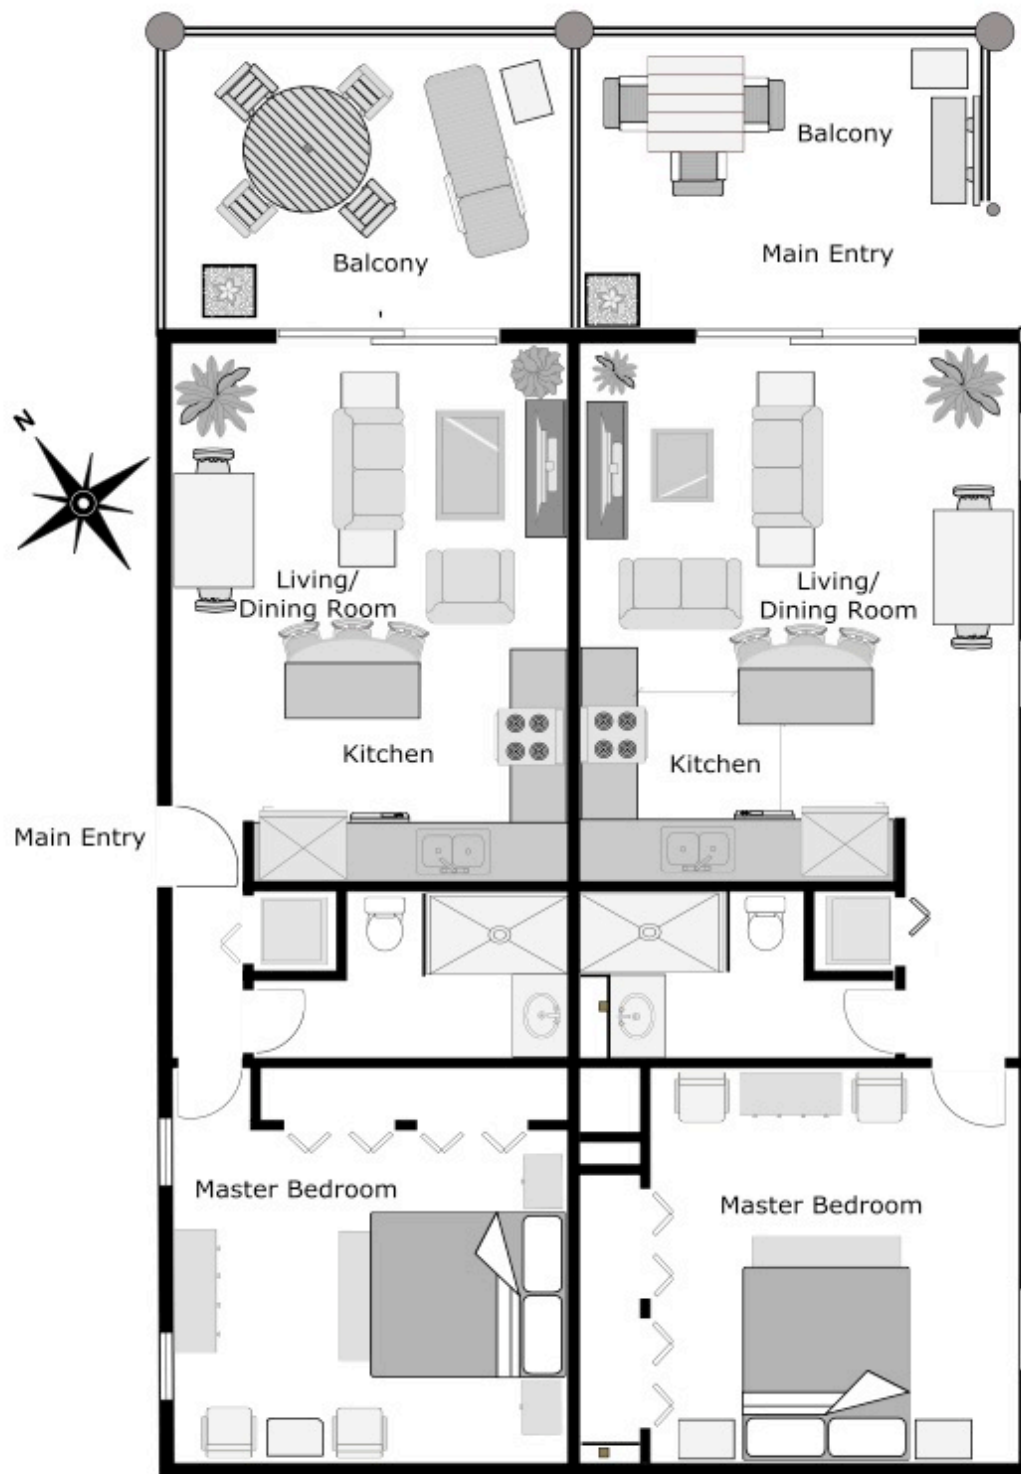 Balcony
Balcony
Main Entry
N
Living/
Dining Room
Living/
Dining Room
Kitchen
Kitchen
Main Entry
Master Bedroom
Master Bedroom